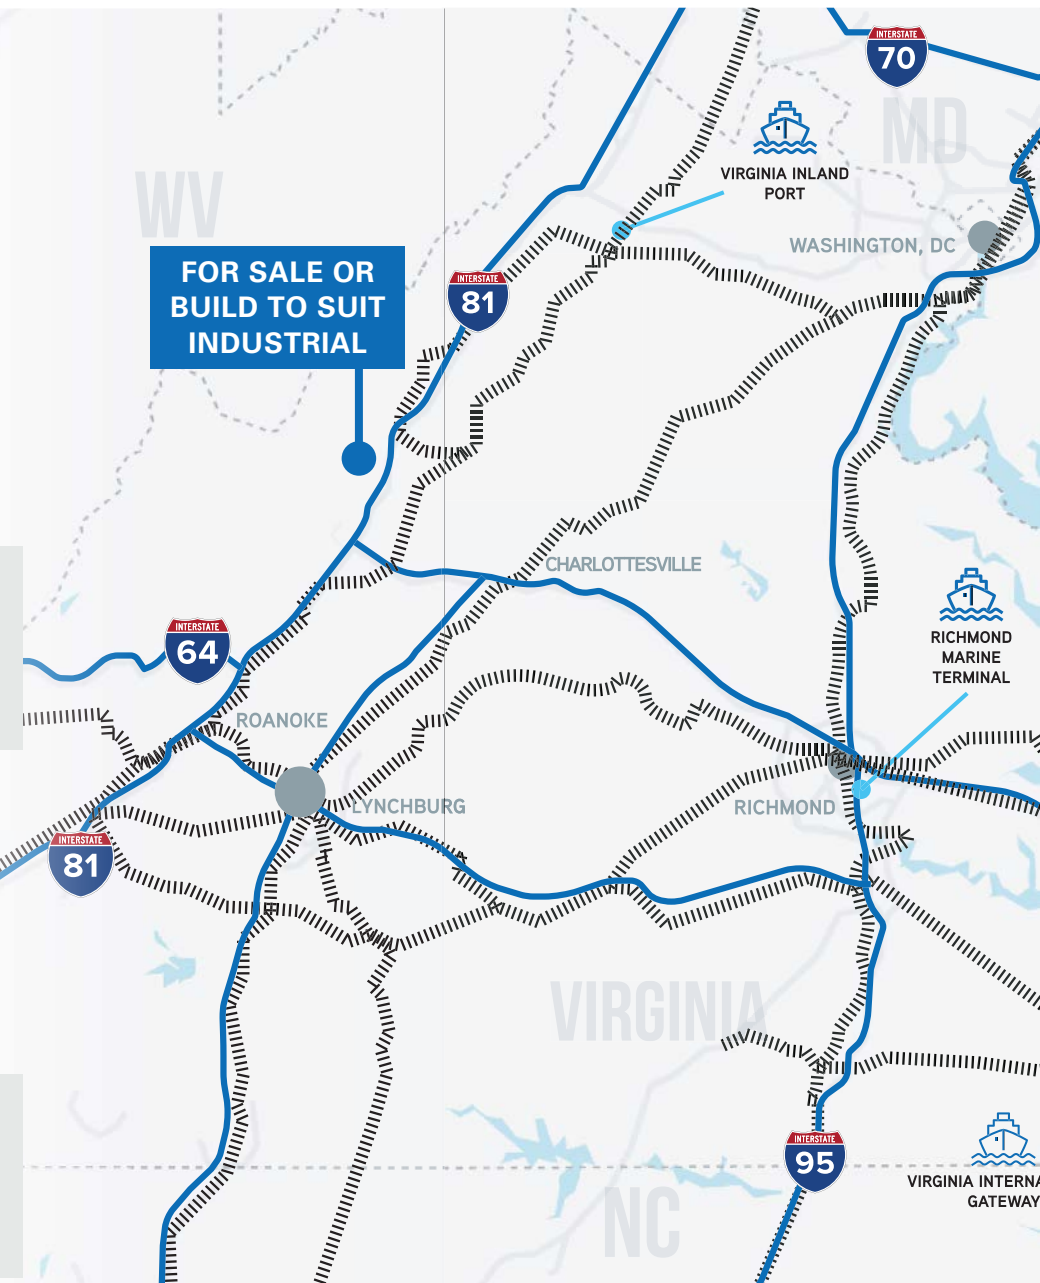 INTERSTATE
70
MD
VIRGINIA INLAND
PORT
WV
WASHINGTON, DC
FOR SALE OR
BUILD TO SUIT
INDUSTRIAL
INTERSTATE
81
CHARLOTTESVILLE
RICHMOND
MARINE
TERMINAL
INTERSTATE
64
ROANOKE
LYNCHBURG
RICHMOND
INTERSTATE
81
VIRGINIA
INTERSTATE
95
VIRGINIA INTERNA
GATEWAY
NC